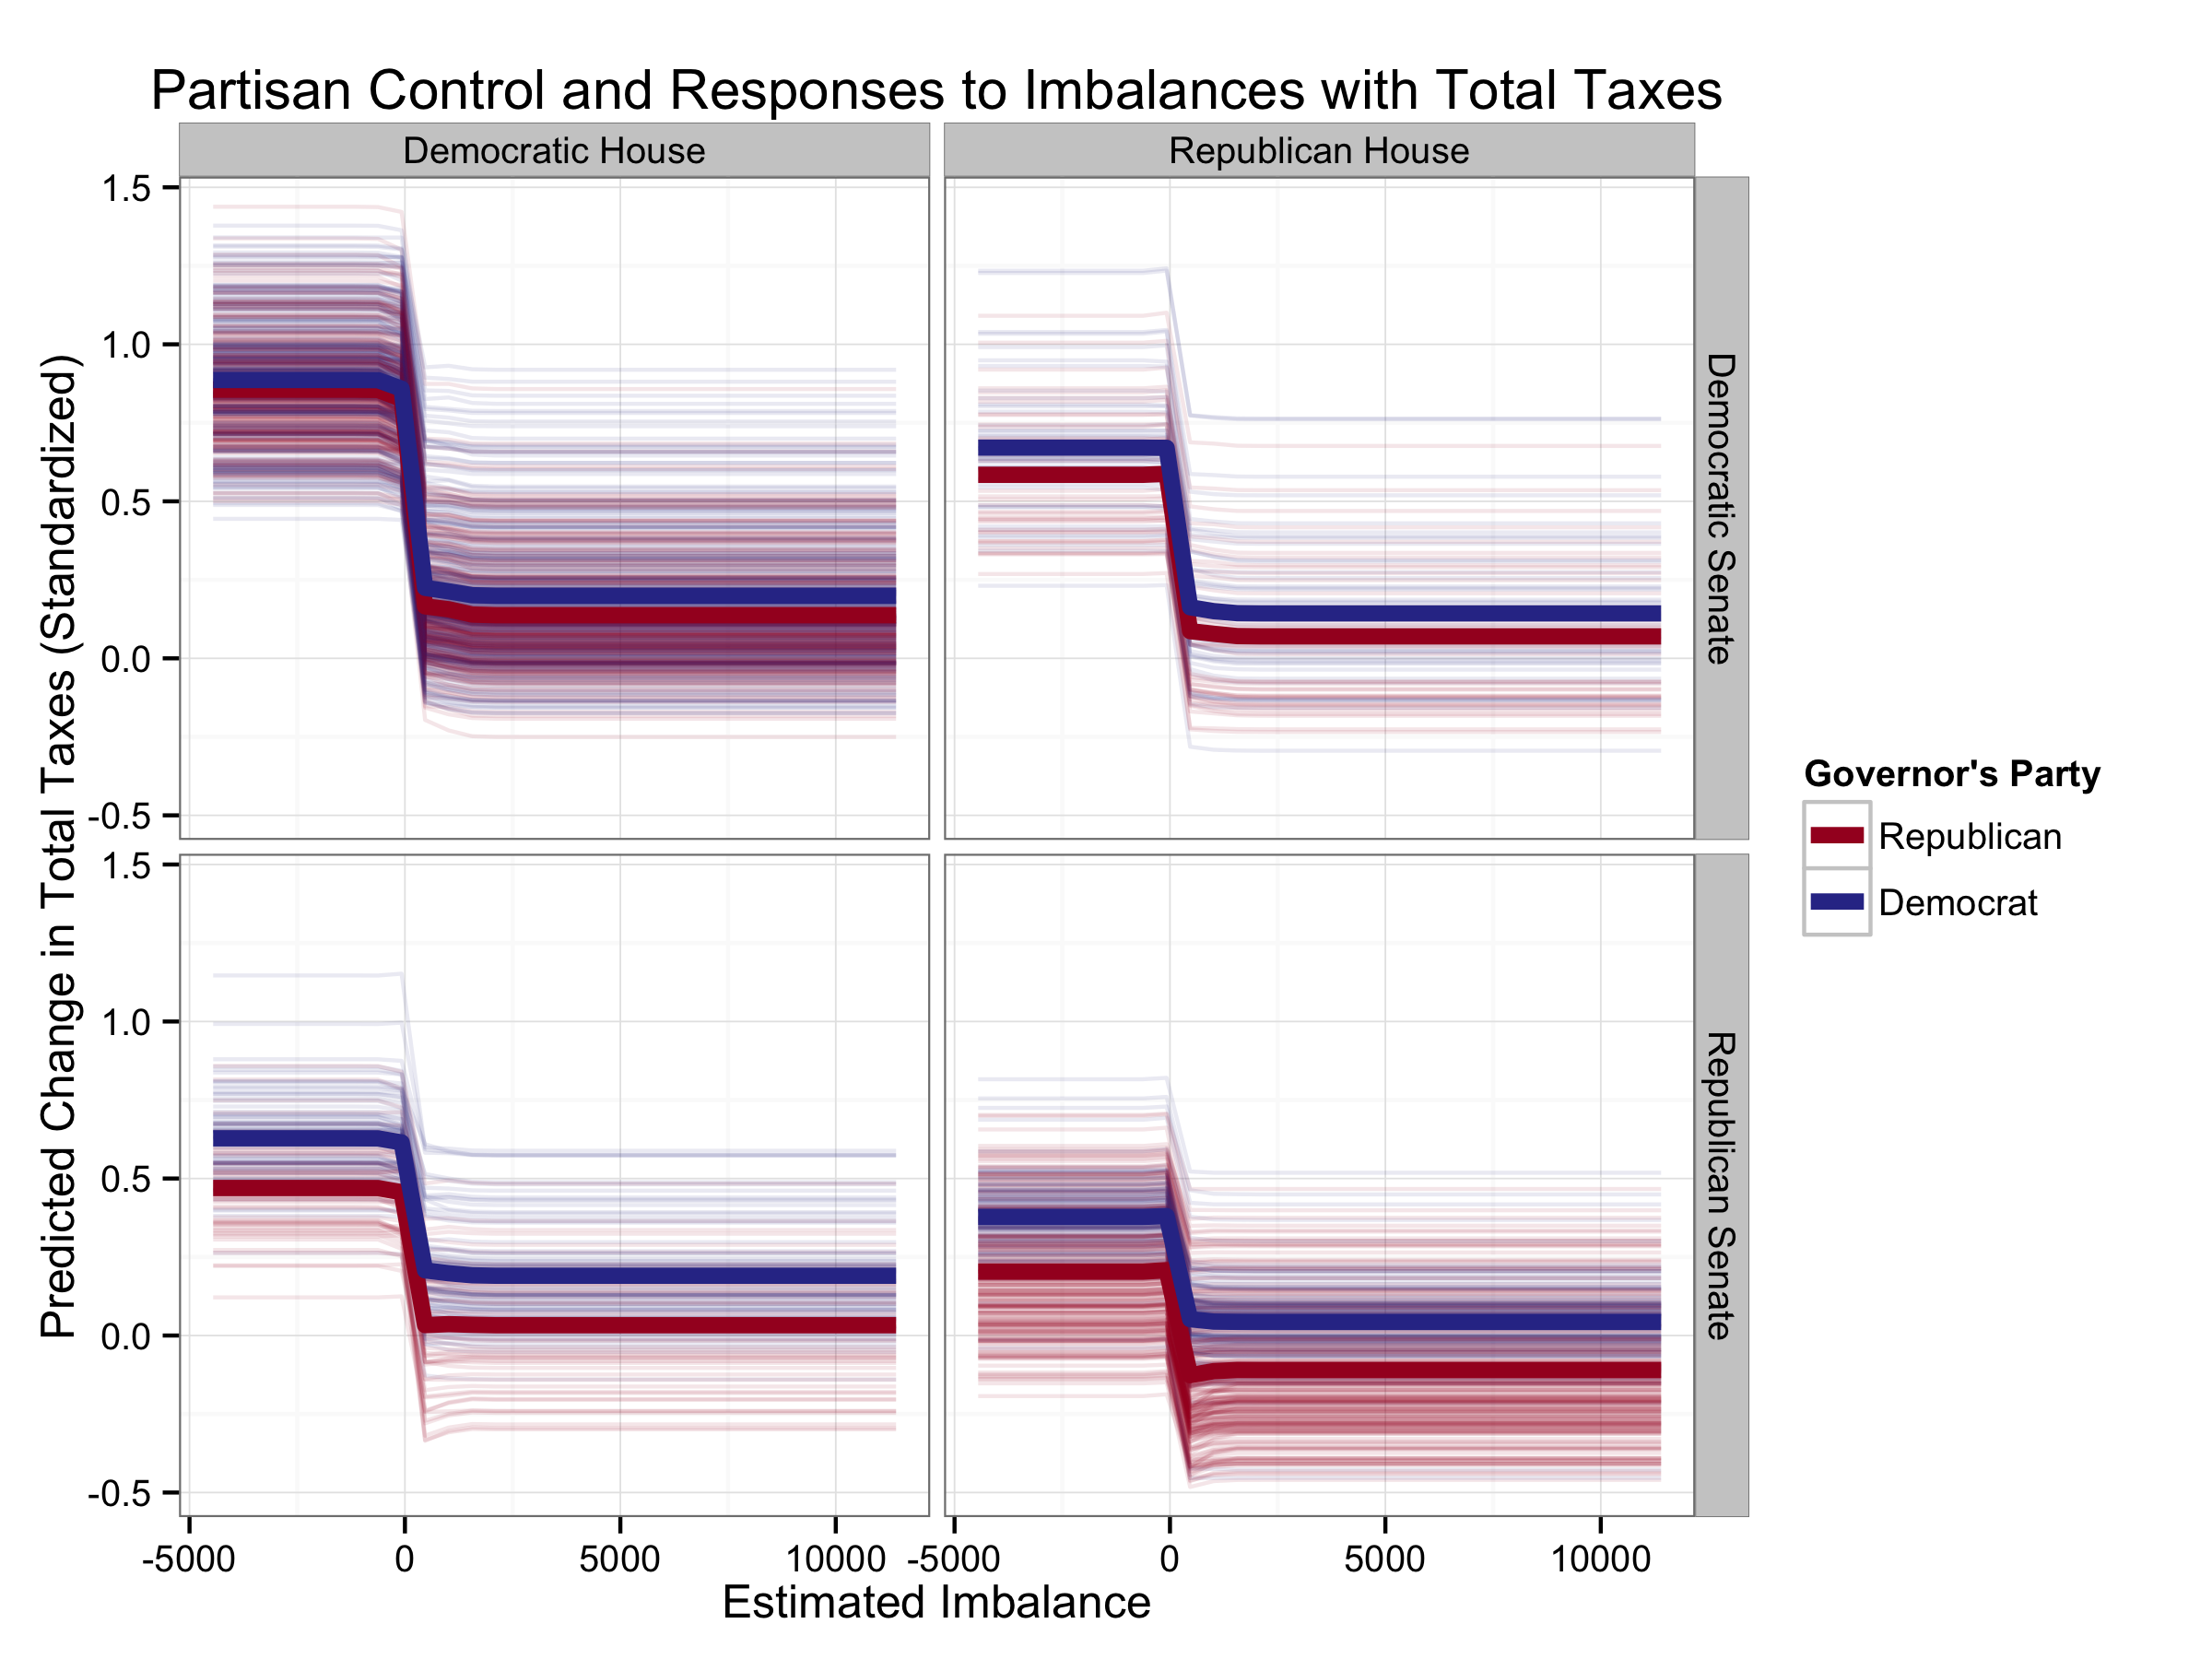 Partisan Control and Responses to Imbalances with Total Taxes
Democratic House
Republican House
1.5
1.0
0.5
0.0
-0.5
Democratic Senate
1.5
1.0
0.5
0.0
-0.5
Republican Senate
Predicted Change in Total Taxes (Standardized)
-5000
0
5000
10000
-5000
0
5000
10000
Estimated Imbalance
Governor's Party
Republican
Democrat